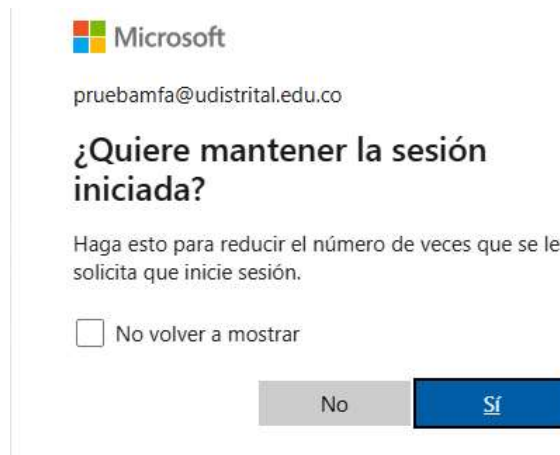 Microsoft
pruebamfa@udistrital.edu.co
¿Quiere mantener la sesión
iniciada?
Haga esto para reducir el número de veces que se le
solicita que inicie sesión.
No volver a mostrar
No
Sí